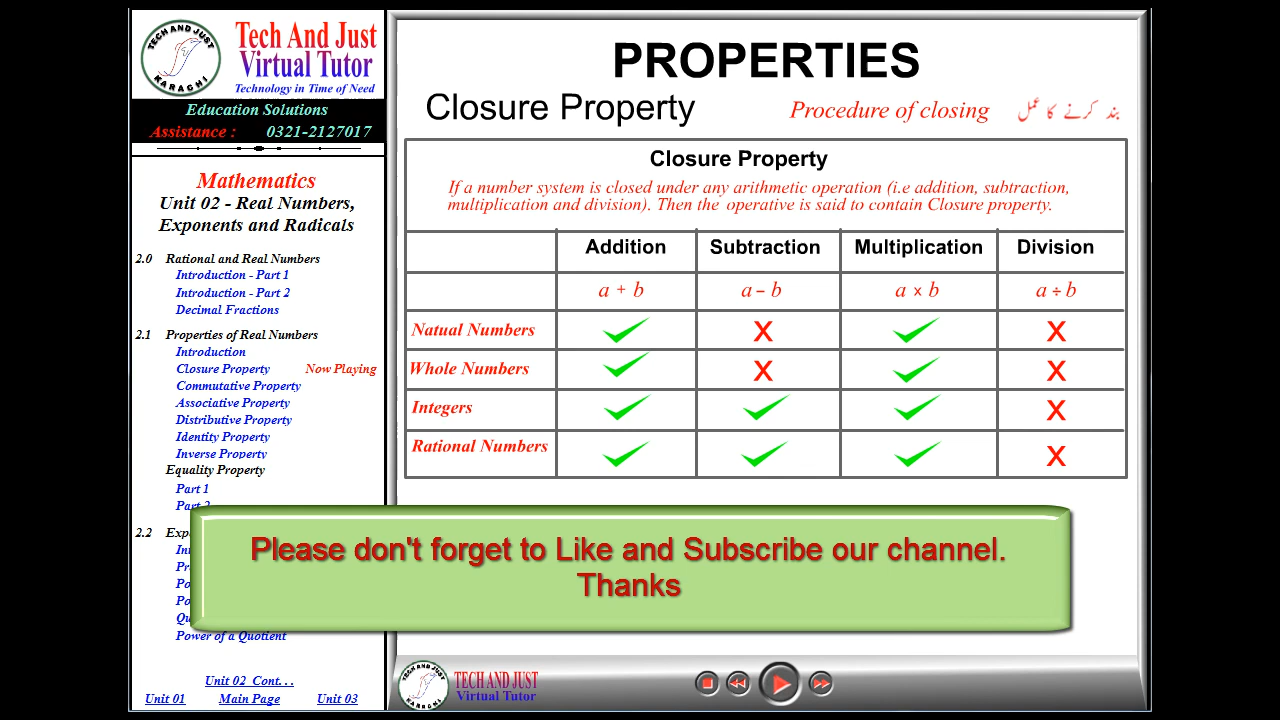 TECH AND JUST
KARACHI
Tech And Just
Virtual Tutor
Technology in Time of Need
Education Solutions
Assistance : 0321-2127017
Mathematics
Unit 02 - Real Numbers,
Exponents and Radicals
2.0 Rational and Real Numbers
Introduction - Part 1
Introduction - Part 2
Decimal Fractions
2.1 Properties of Real Numbers
Introduction
Closure Property Now Playing
Commutative Property
Associative Property
Distributive Property
Identity Property
Inverse Property
Equality Property
Part 1
Part 2
2.2
Power of a Quotient
Unit 02 Cont. . .
Unit 01 Main Page Unit 03
PROPERTIES
Closure Property Procedure of closing بند کرنے کا عمل
Closure Property
If a number system is closed under any arithmetic operation (i.e addition, subtraction,
multiplication and division). Then the operative is said to contain Closure property.
Addition Subtraction Multiplication Division
a + b a – b a × b a ÷ b
Natual Numbers ✓ X ✓ X
Whole Numbers ✓ X ✓ X
Integers ✓ ✓ ✓ X
Rational Numbers ✓ ✓ ✓ X
Please don't forget to Like and Subscribe our channel.
Thanks
TECH AND JUST
Virtual Tutor